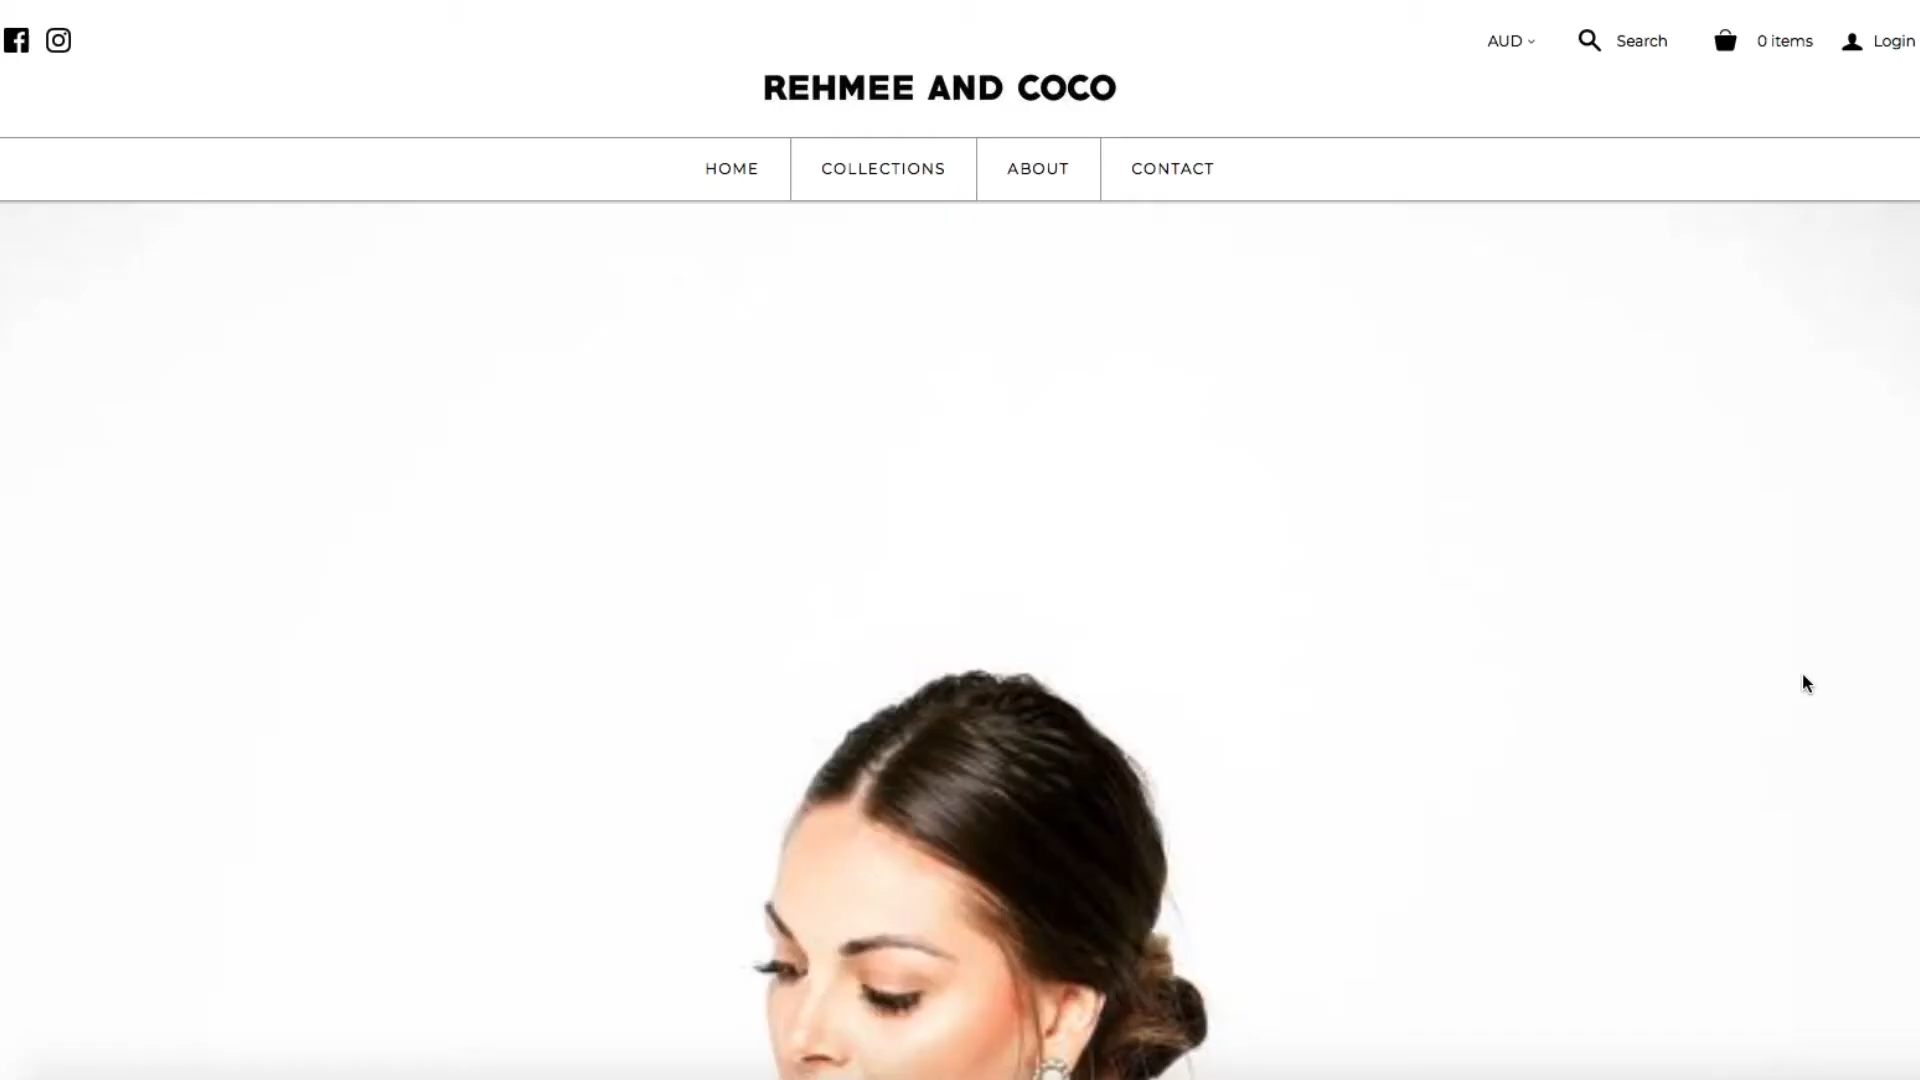 AUD
Search
0 items
Login
REHMEE AND COCO
HOME
COLLECTIONS
ABOUT
CONTACT